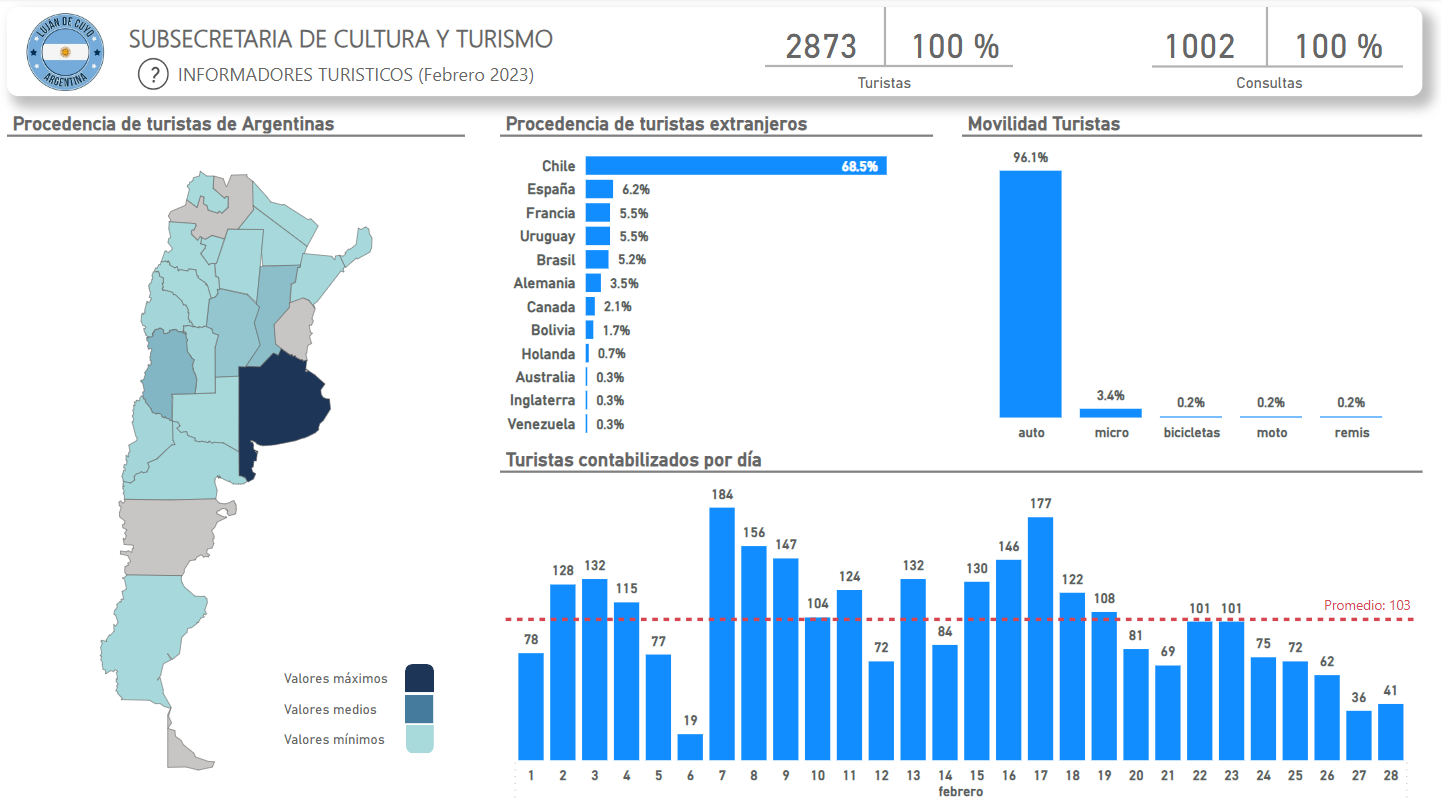 LUJÁN DE CUYO
ARGENTINA
SUBSECRETARIA DE CULTURA Y TURISMO
? INFORMADORES TURISTICOS (Febrero 2023)
2873 100 %
Turistas
1002 100 %
Consultas
Procedencia de turistas de Argentinas
Valores máximos
Valores medios
Valores mínimos
Procedencia de turistas extranjeros
Chile 68.5%
España 6.2%
Francia 5.5%
Uruguay 5.5%
Brasil 5.2%
Alemania 3.5%
Canada 2.1%
Bolivia 1.7%
Holanda 0.7%
Australia 0.3%
Inglaterra 0.3%
Venezuela 0.3%
Movilidad Turistas
96.1% 3.4% 0.2% 0.2% 0.2%
auto micro bicicletas moto remis
Turistas contabilizados por día
78 128 132 115 77 19 184 156 147 104 124 72 132 84 130 146 177 122 108 81 69 101 101 75 72 62 36 41
Promedio: 103
1 2 3 4 5 6 7 8 9 10 11 12 13 14 15 16 17 18 19 20 21 22 23 24 25 26 27 28
febrero